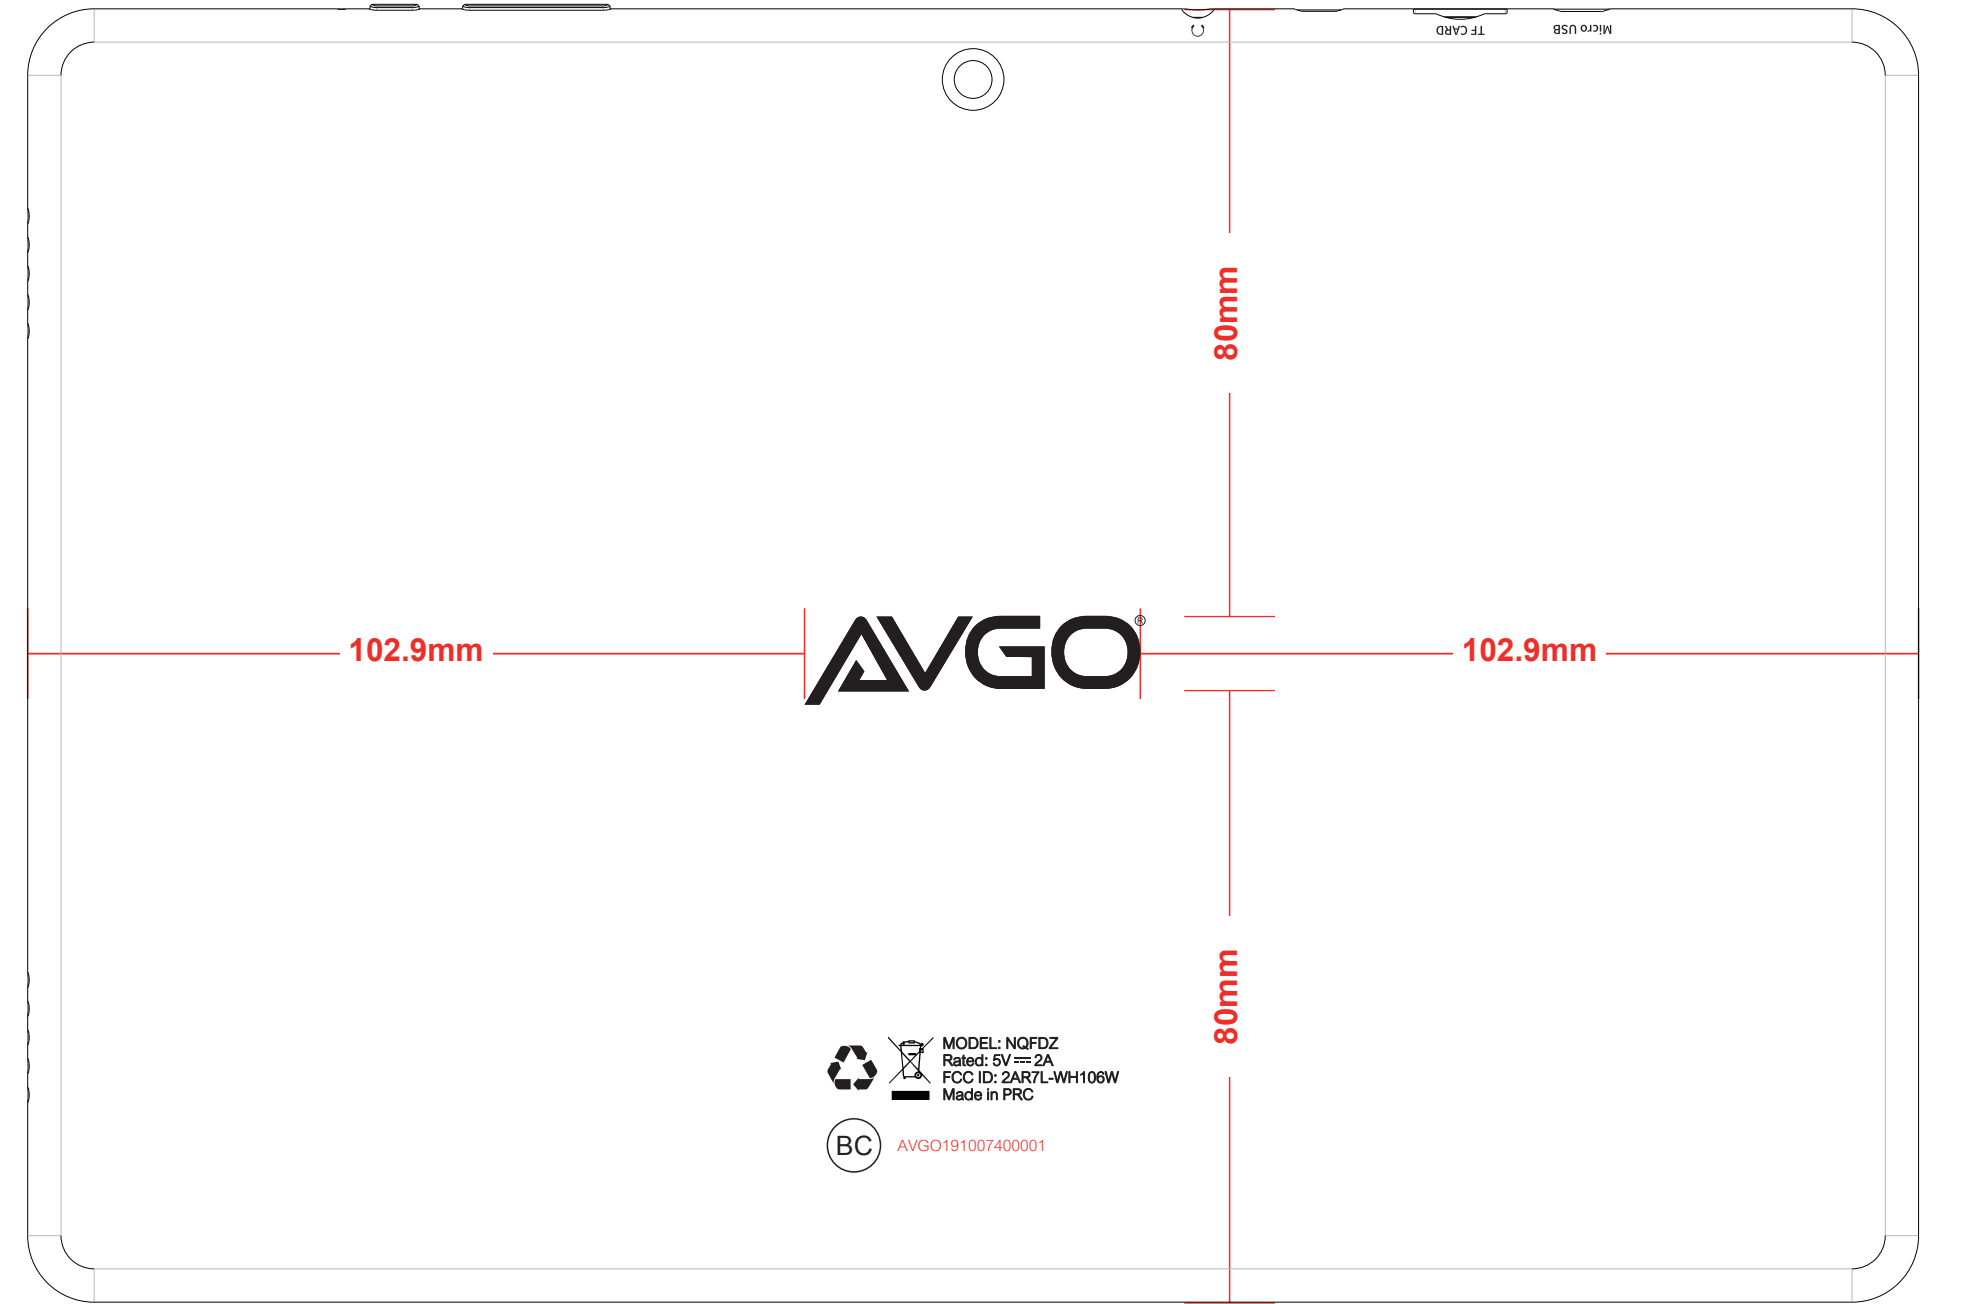 TF CARD
Micro USB
80mm
102.9mm
AVGO®
102.9mm
80mm
MODEL: NQFDZ
Rated: 5V⎓2A
FCC ID: 2AR7L-WH106W
Made in PRC
BC
AVGO191007400001